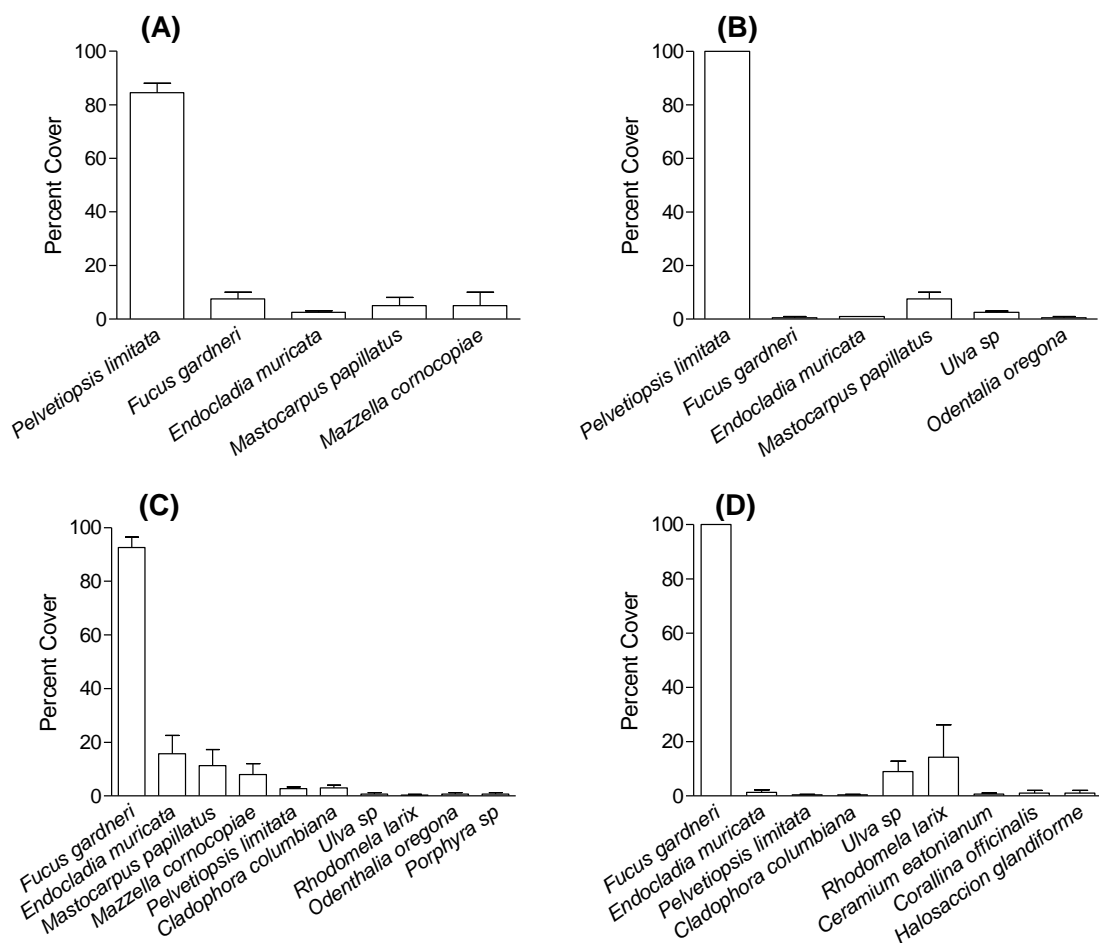 (A)
Percent Cover
100
80
60
40
20
0
Pelvetiopsis limitata
Fucus gardneri
Endocladia muricata
Mastocarpus papillatus
Mazzella cornocopiae
(B)
Percent Cover
100
80
60
40
20
0
Pelvetiopsis limitata
Fucus gardneri
Endocladia muricata
Mastocarpus papillatus
Ulva sp
Odentalia oregona
(C)
Percent Cover
100
80
60
40
20
0
Fucus gardneri
Endocladia muricata
Mastocarpus papillatus
Mazzella cornocopiae
Pelvetiopsis limitata
Cladophora columbiana
Ulva sp
Rhodomela larix
Odenthalia oregona
Porphyra sp
(D)
Percent Cover
100
80
60
40
20
0
Fucus gardneri
Endocladia muricata
Pelvetiopsis limitata
Cladophora columbiana
Ulva sp
Rhodomela larix
Ceramium eatonianum
Corallina officinalis
Halosaccion glandiforme